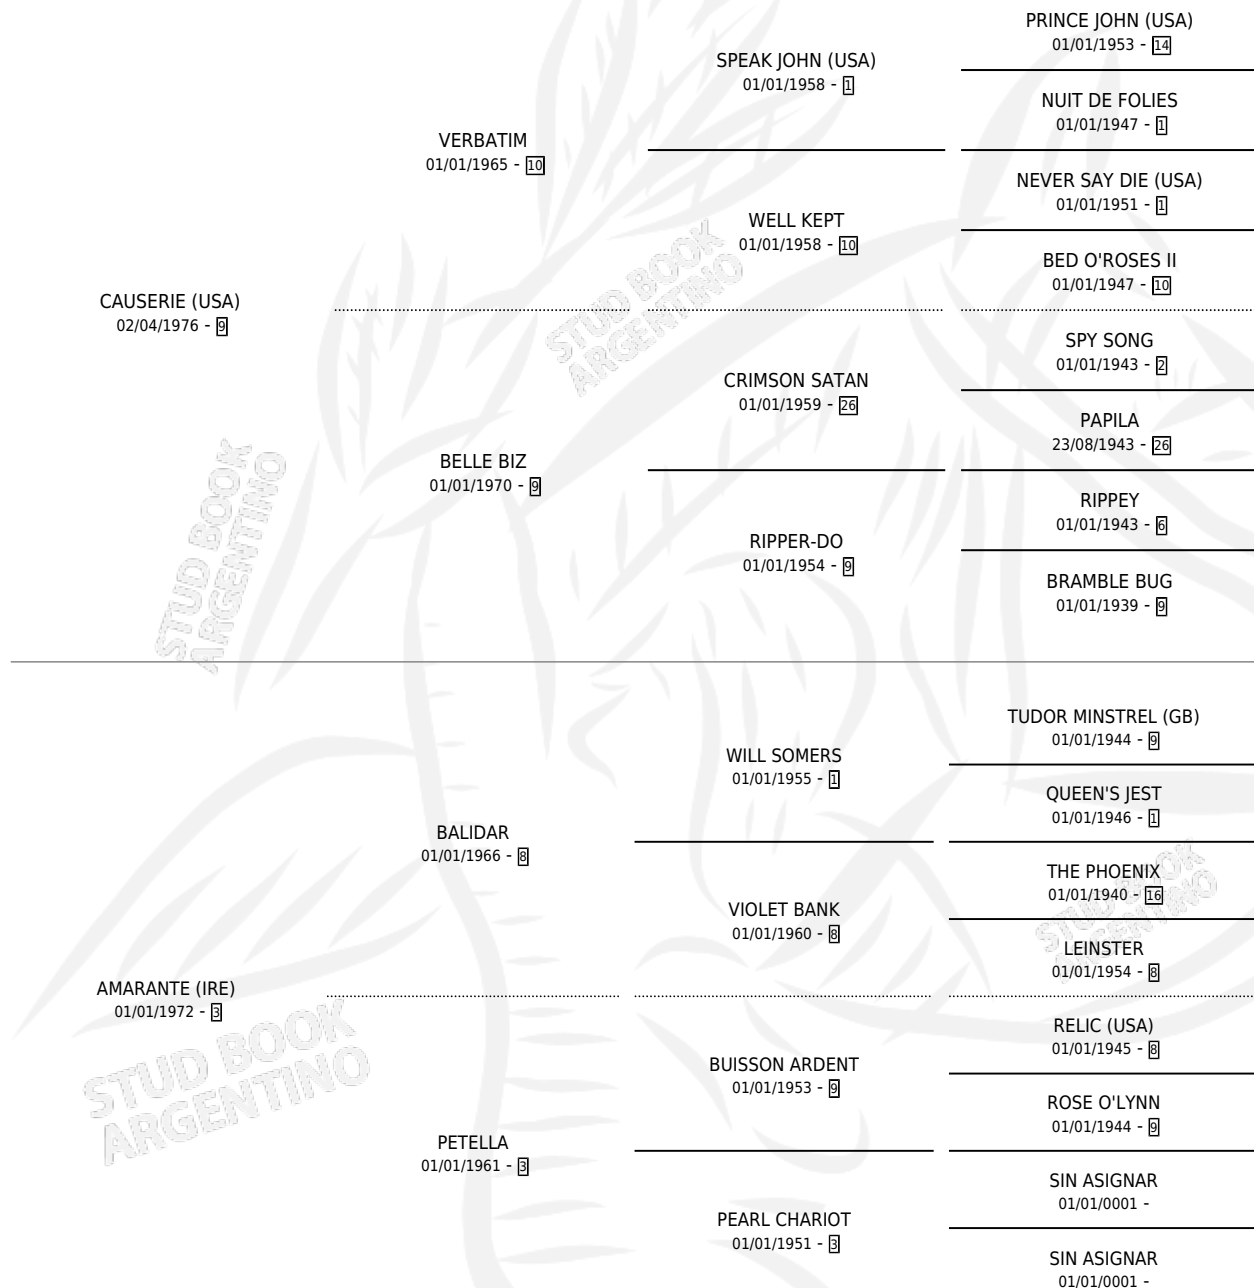 PRINCE JOHN (USA)
01/01/1953 - 14
SPEAK JOHN (USA)
01/01/1958 - 1
NUIT DE FOLIES
01/01/1947 - 1
VERBATIM
01/01/1965 - 10
NEVER SAY DIE (USA)
01/01/1951 - 1
WELL KEPT
01/01/1958 - 10
BED O'ROSES II
01/01/1947 - 10
STUD BOOK
ARGENTINO
CAUSERIE (USA)
02/04/1976 - 9
SPY SONG
01/01/1943 - 2
CRIMSON SATAN
01/01/1959 - 26
PAPILA
23/08/1943 - 26
BELLE BIZ
01/01/1970 - 9
RIPPEY
01/01/1943 - 6
RIPPER-DO
01/01/1954 - 9
BRAMBLE BUG
01/01/1939 - 9
STUD BOOK
ARGENTINO
TUDOR MINSTREL (GB)
01/01/1944 - 9
WILL SOMERS
01/01/1955 - 1
QUEEN'S JEST
01/01/1946 - 1
BALIDAR
01/01/1966 - 8
THE PHOENIX
01/01/1940 - 16
VIOLET BANK
01/01/1960 - 8
LEINSTER
01/01/1954 - 8
STUD BOOK
ARGENTINO
AMARANTE (IRE)
01/01/1972 - 3
RELIC (USA)
01/01/1945 - 8
BUISSON ARDENT
01/01/1953 - 9
ROSE O'LYNN
01/01/1944 - 9
STUD BOOK
ARGENTINO
PETELLA
01/01/1961 - 3
SIN ASIGNAR
01/01/0001 -
PEARL CHARIOT
01/01/1951 - 3
SIN ASIGNAR
01/01/0001 -